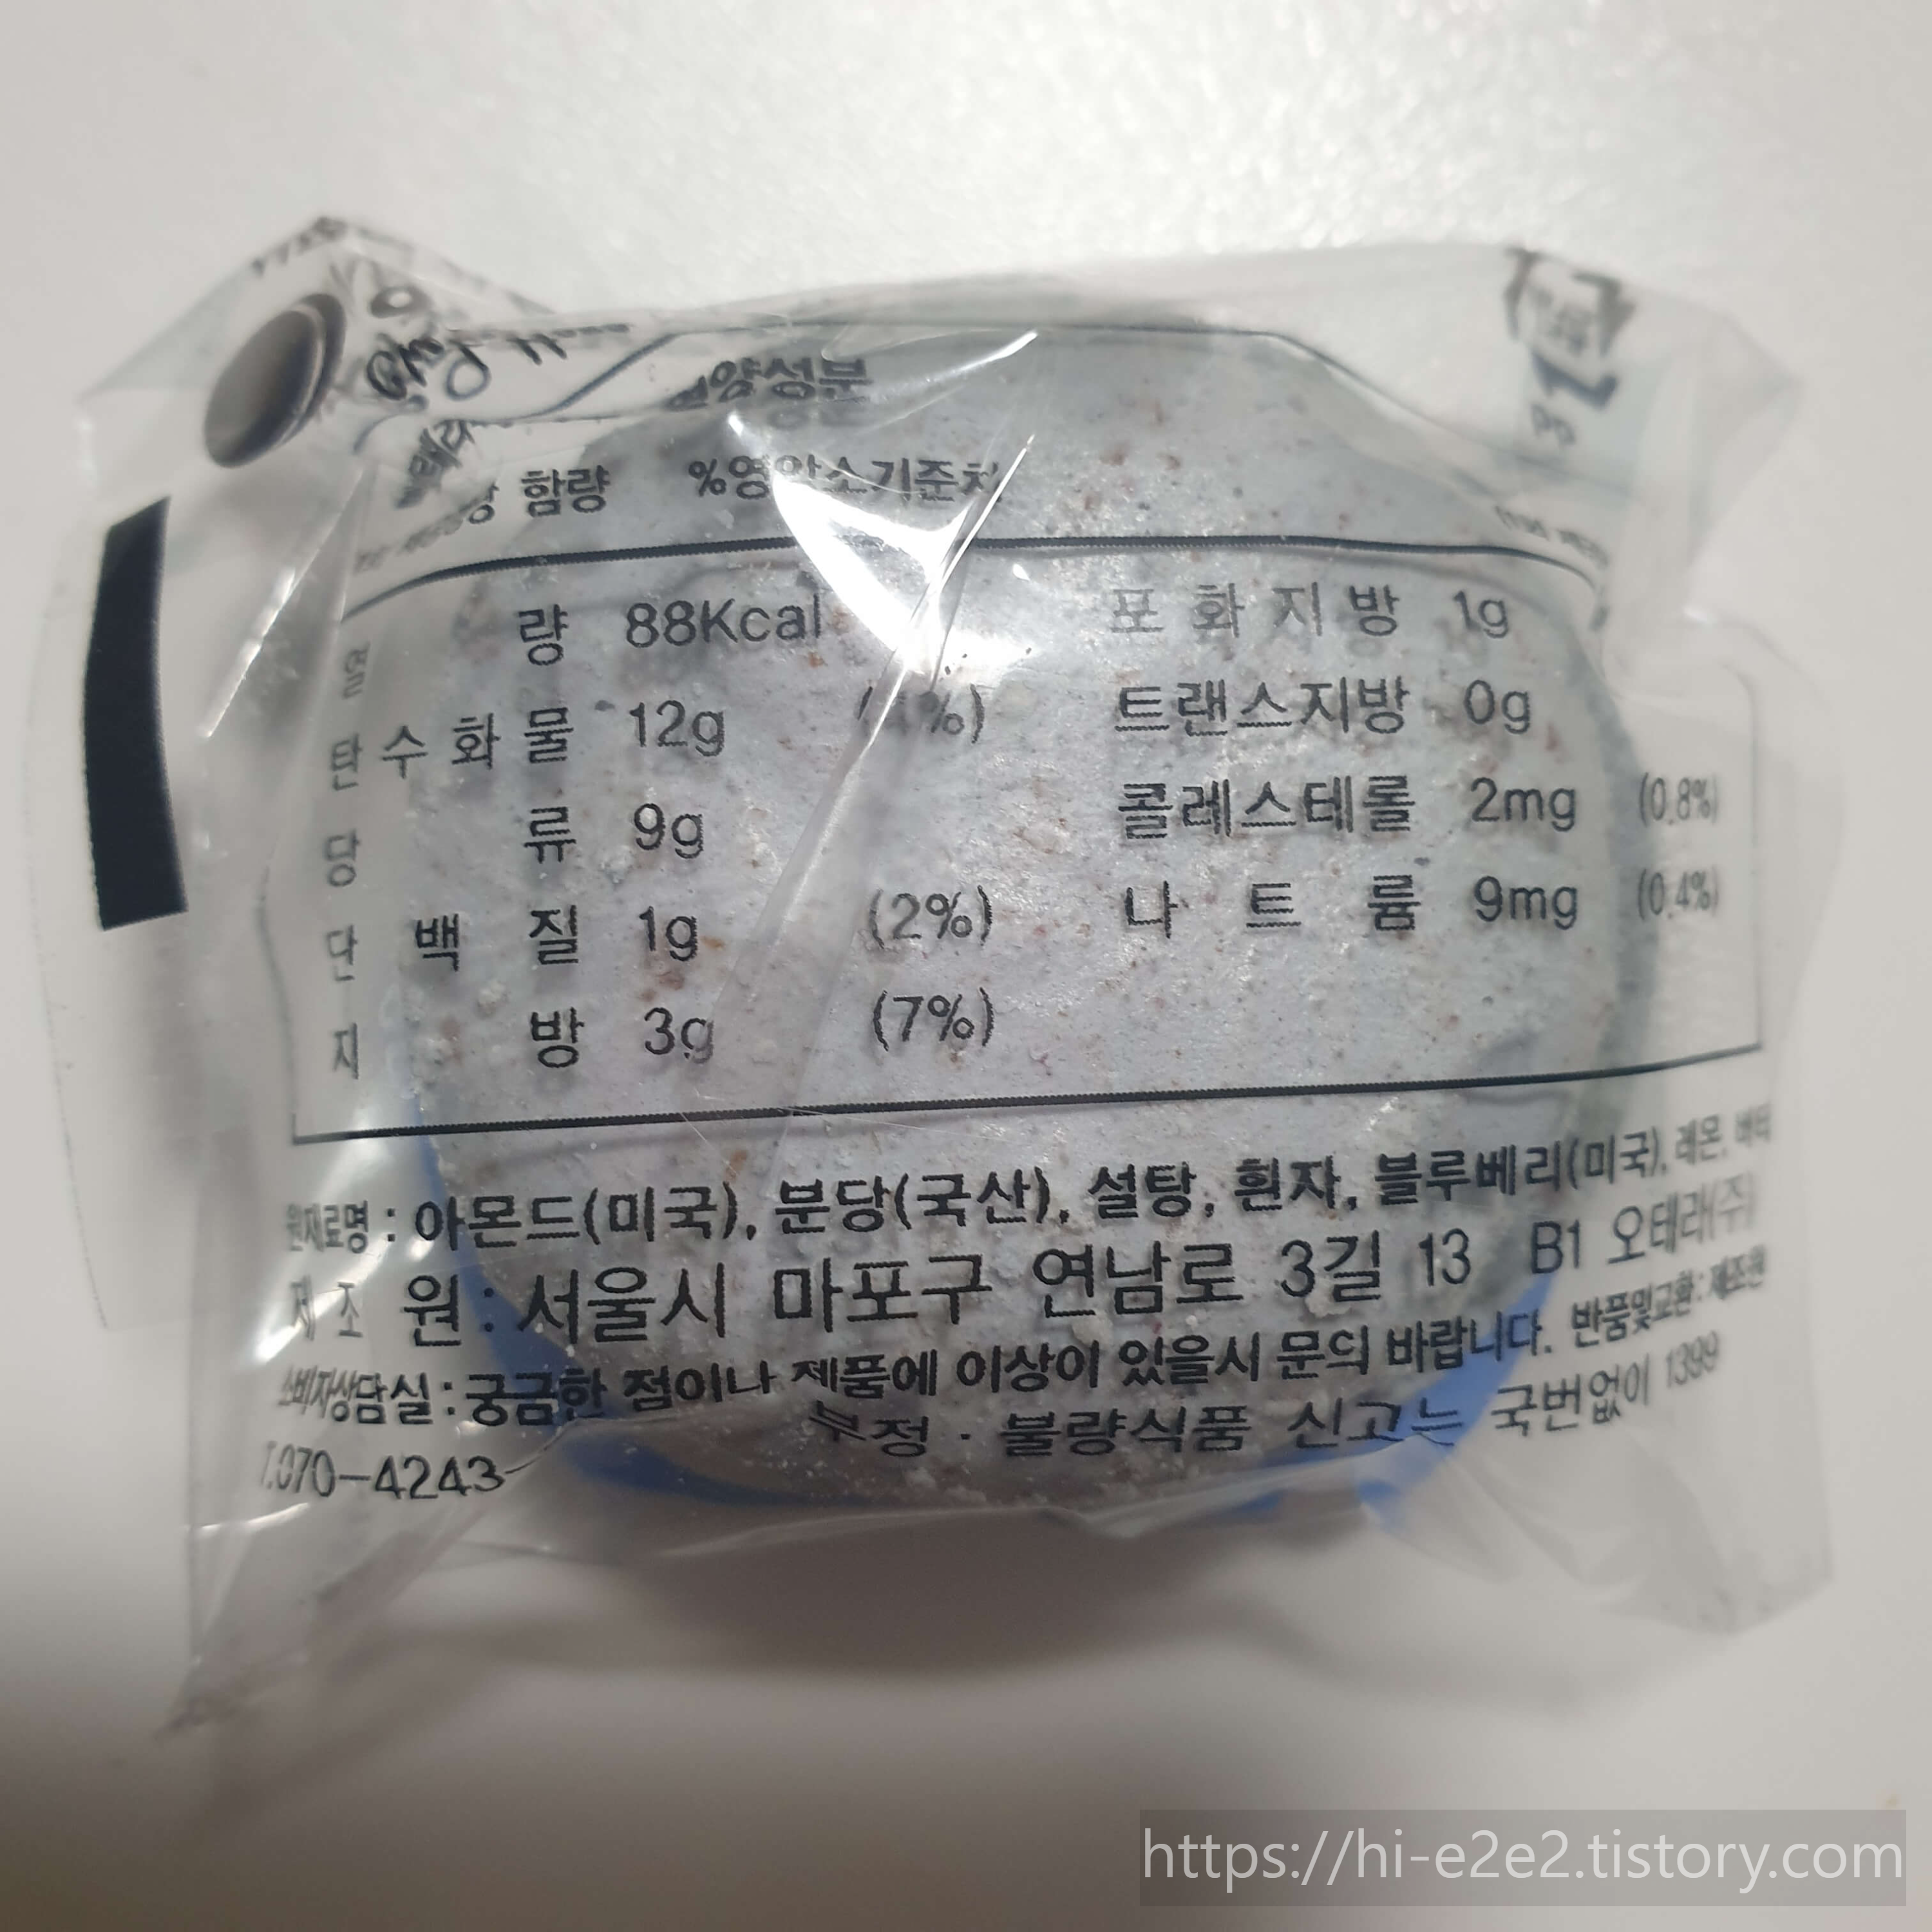 영양성분
함량 %영양소기준치
열 량 88Kcal 포 화 지 방 1g
탄 수 화 물 12g 트랜스지방 0g
당 류 9g 콜레스테롤 2mg (0.8%)
단 백 질 1g (2%) 나 트 륨 9mg (0.4%)
지 방 3g (7%)
원재료명 : 아몬드(미국), 분당(국산), 설탕, 흰자, 블루베리(미국), 레몬, 버터
제 조 원 : 서울시 마포구 연남로 3길 13 B1 오테라(주)
소비자상담실 : 궁금한 점이나 제품에 이상이 있을시 문의 바랍니다. 반품및교환 : 제조원
T.070-4243- 부정 · 불량식품 신고는 국번없이 1399
https://hi-e2e2.tistory.com